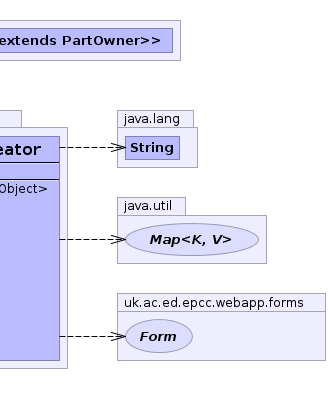 extends PartOwner>>
java.lang
eator
String
Object>
java.util
Map<K, V>
uk.ac.ed.epcc.webapp.forms
Form